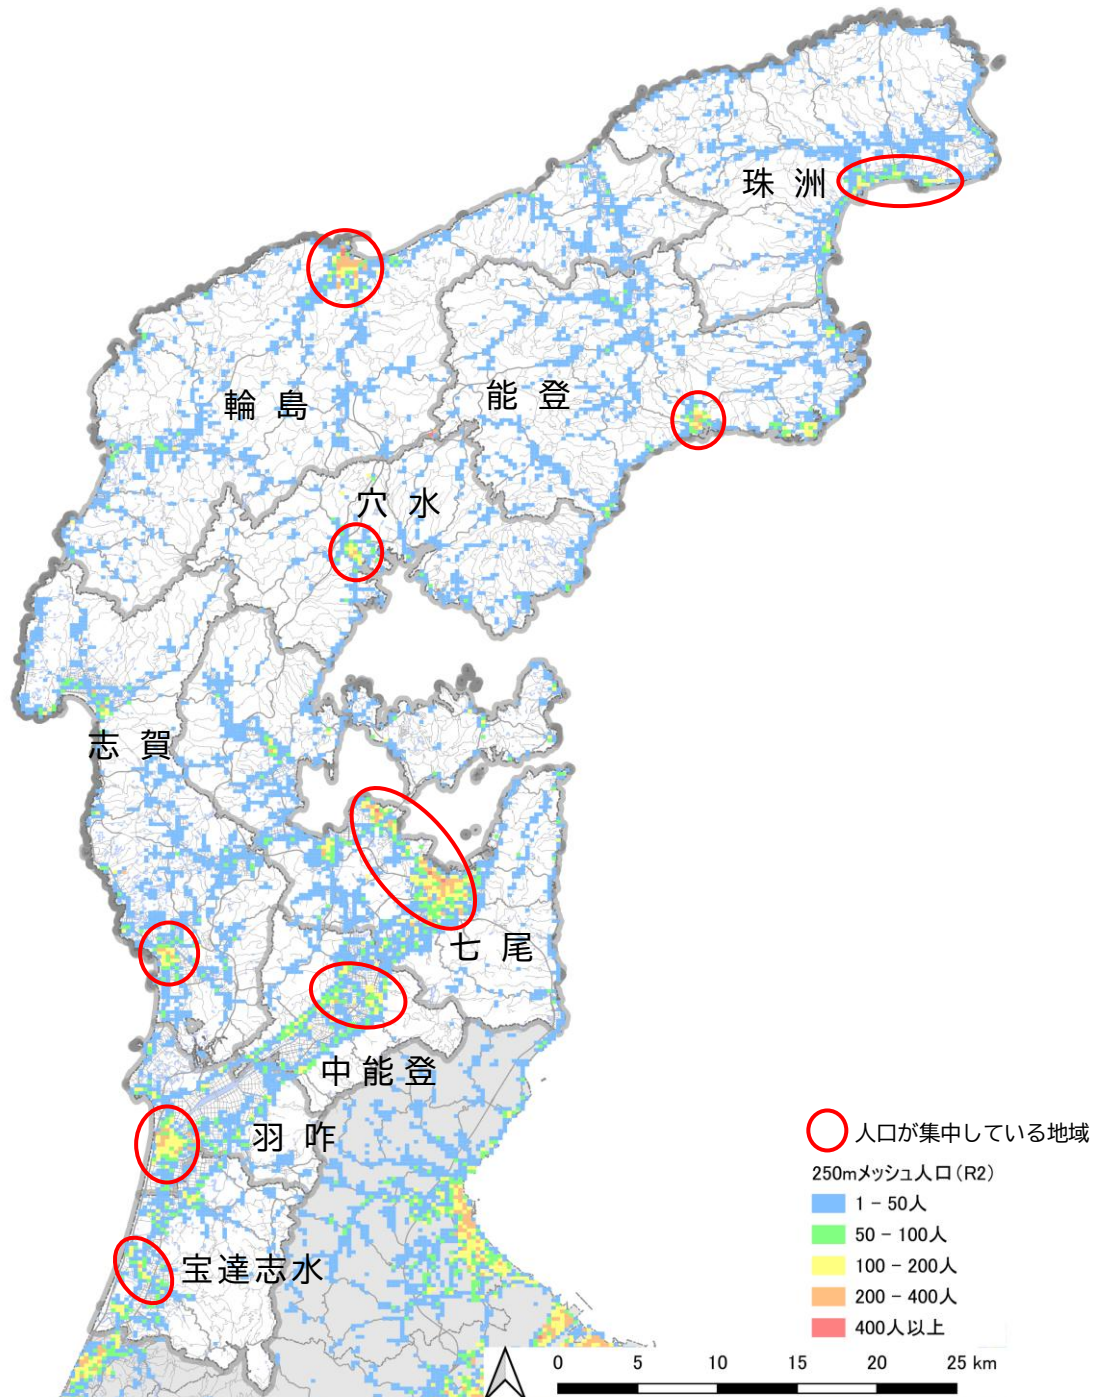 珠洲
輪島
能登
穴水
志賀
七尾
中能登
羽咋
宝達志水
人口が集中している地域
250mメッシュ人口(R2)
1 - 50人
50 - 100人
100 - 200人
200 - 400人
400人以上
0 5 10 15 20 25 km